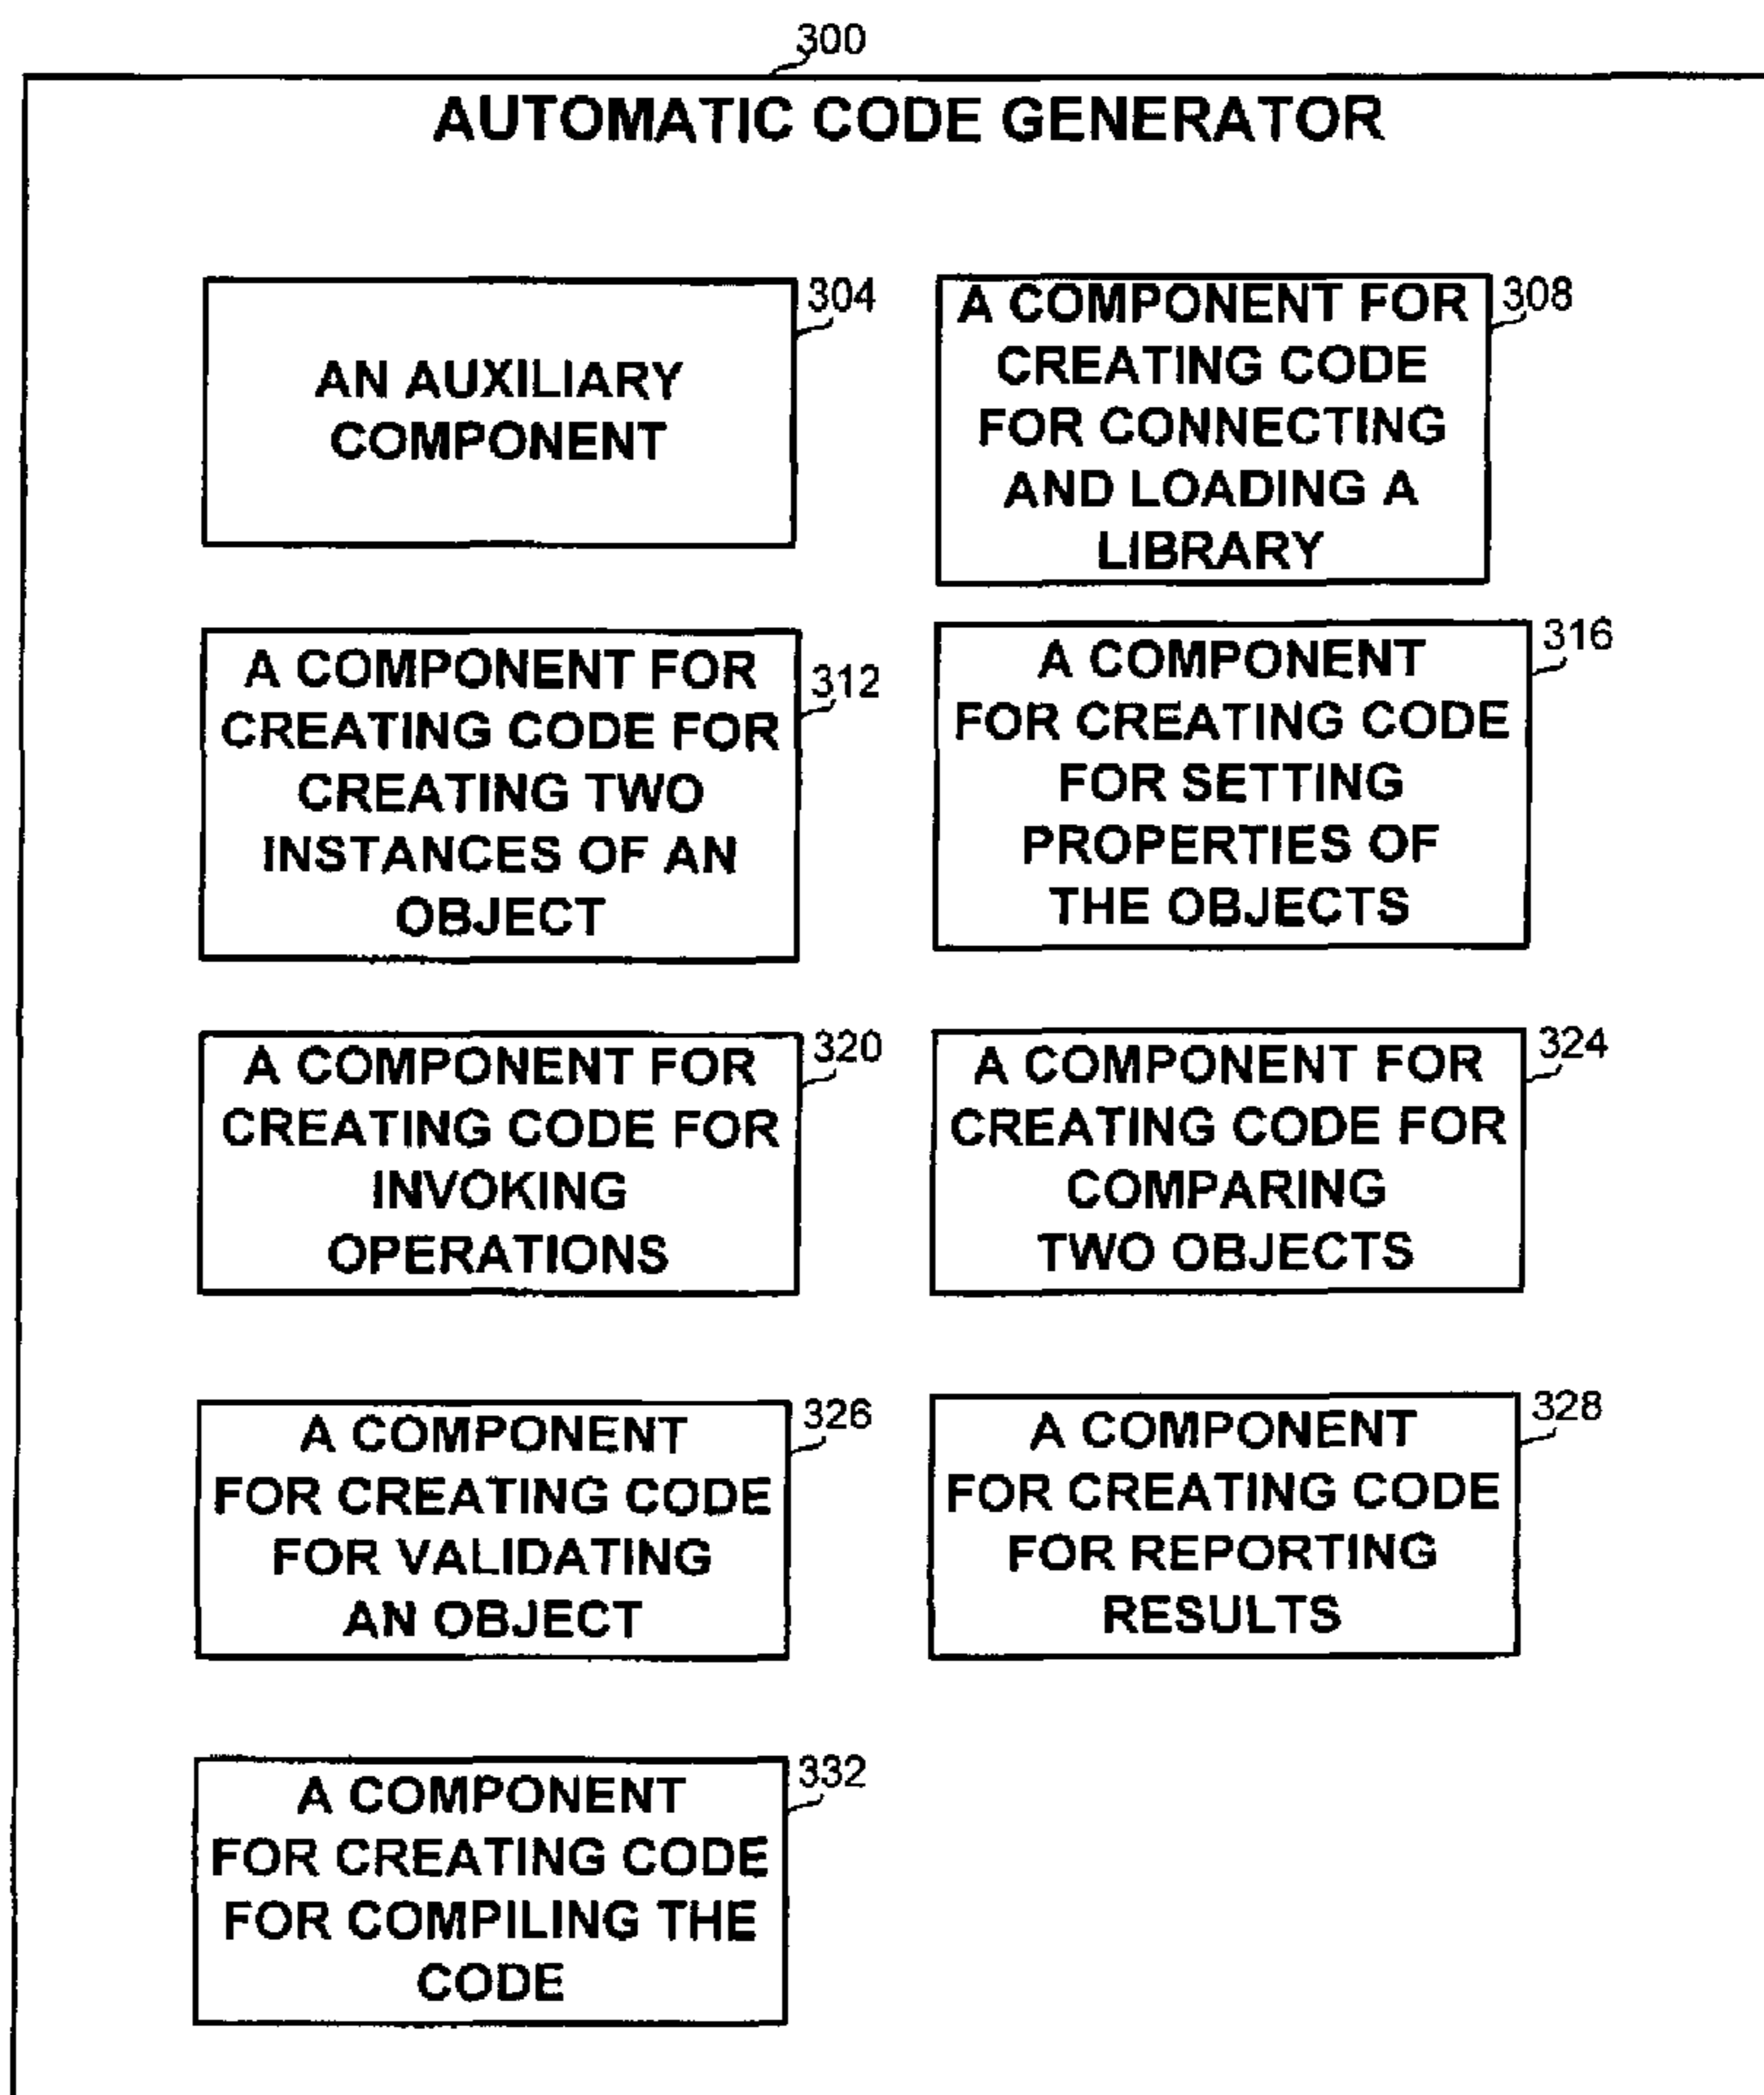 300
AUTOMATIC CODE GENERATOR
304
AN AUXILIARY
COMPONENT
308
A COMPONENT FOR
CREATING CODE
FOR CONNECTING
AND LOADING A
LIBRARY
312
A COMPONENT FOR
CREATING CODE FOR
CREATING TWO
INSTANCES OF AN
OBJECT
316
A COMPONENT
FOR CREATING CODE
FOR SETTING
PROPERTIES OF
THE OBJECTS
320
A COMPONENT FOR
CREATING CODE FOR
INVOKING
OPERATIONS
324
A COMPONENT FOR
CREATING CODE FOR
COMPARING
TWO OBJECTS
326
A COMPONENT
FOR CREATING CODE
FOR VALIDATING
AN OBJECT
328
A COMPONENT
FOR CREATING CODE
FOR REPORTING
RESULTS
332
A COMPONENT
FOR CREATING CODE
FOR COMPILING THE
CODE